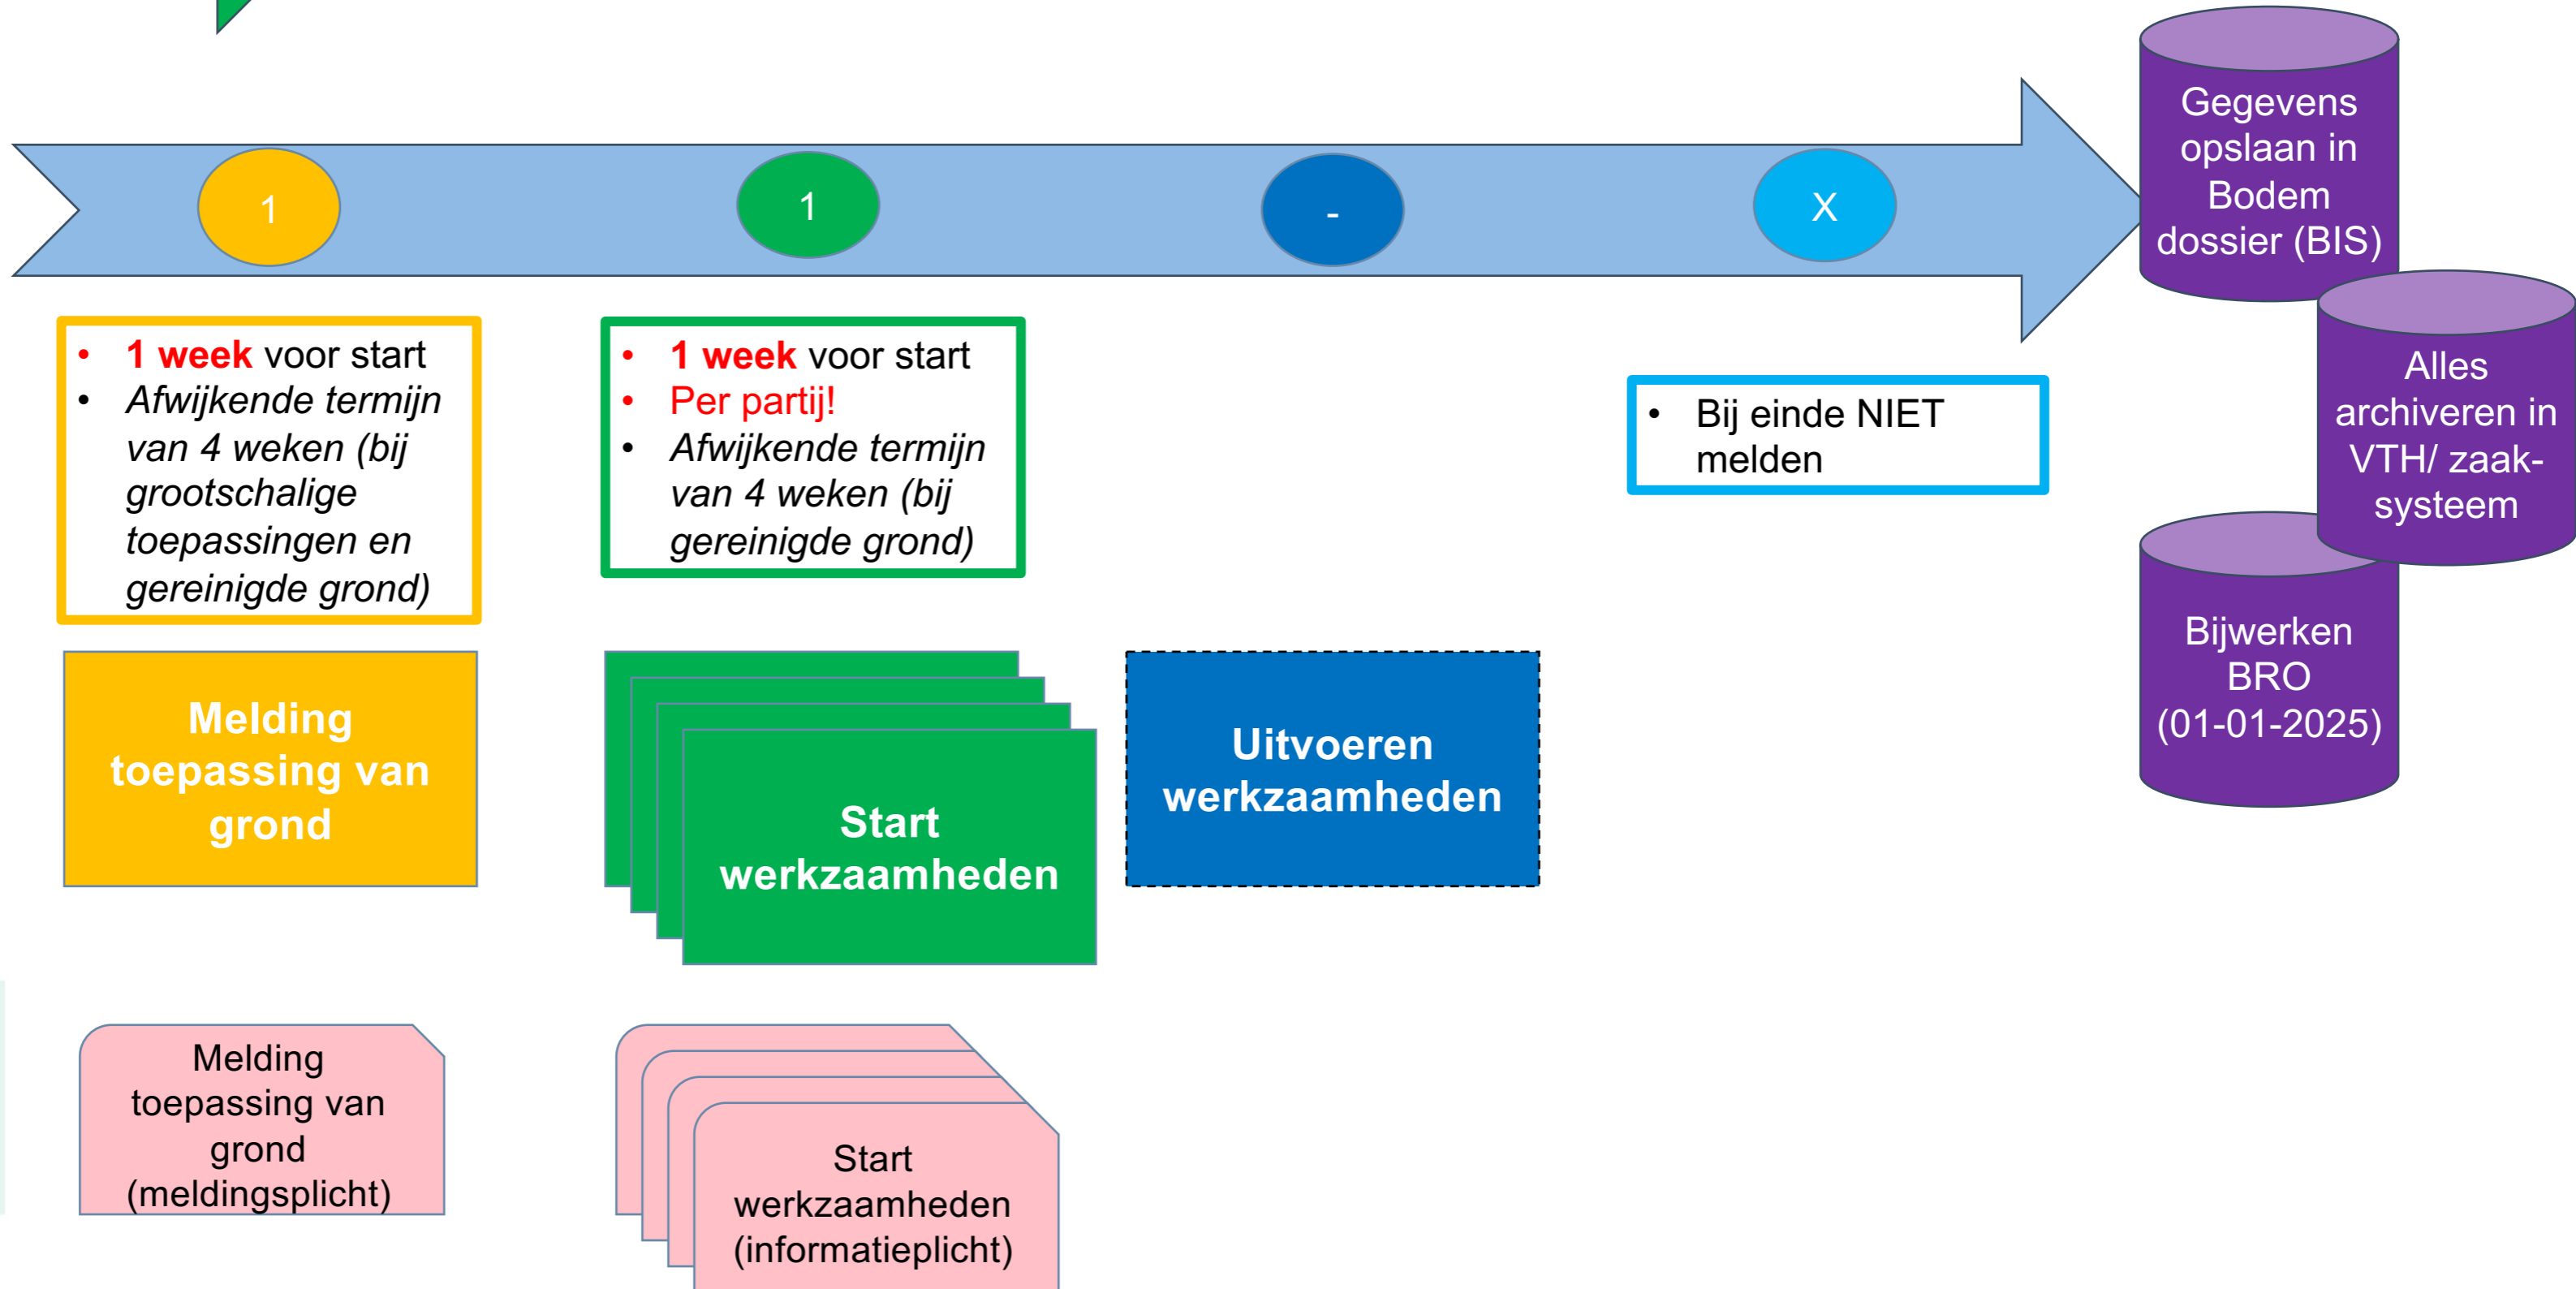 1
1
-
X
• 1 week voor start
• Afwijkende termijn
van 4 weken (bij
grootschalige
toepassingen en
gereinigde grond)
• 1 week voor start
• Per partij!
• Afwijkende termijn
van 4 weken (bij
gereinigde grond)
• Bij einde NIET
melden
Gegevens
opslaan in
Bodem
dossier (BIS)
Alles
archiveren in
VTH/ zaak-
systeem
Bijwerken
BRO
(01-01-2025)
Melding
toepassing van
grond
Start
werkzaamheden
Uitvoeren
werkzaamheden
Melding
toepassing van
grond
(meldingsplicht)
Start
werkzaamheden
(informatieplicht)